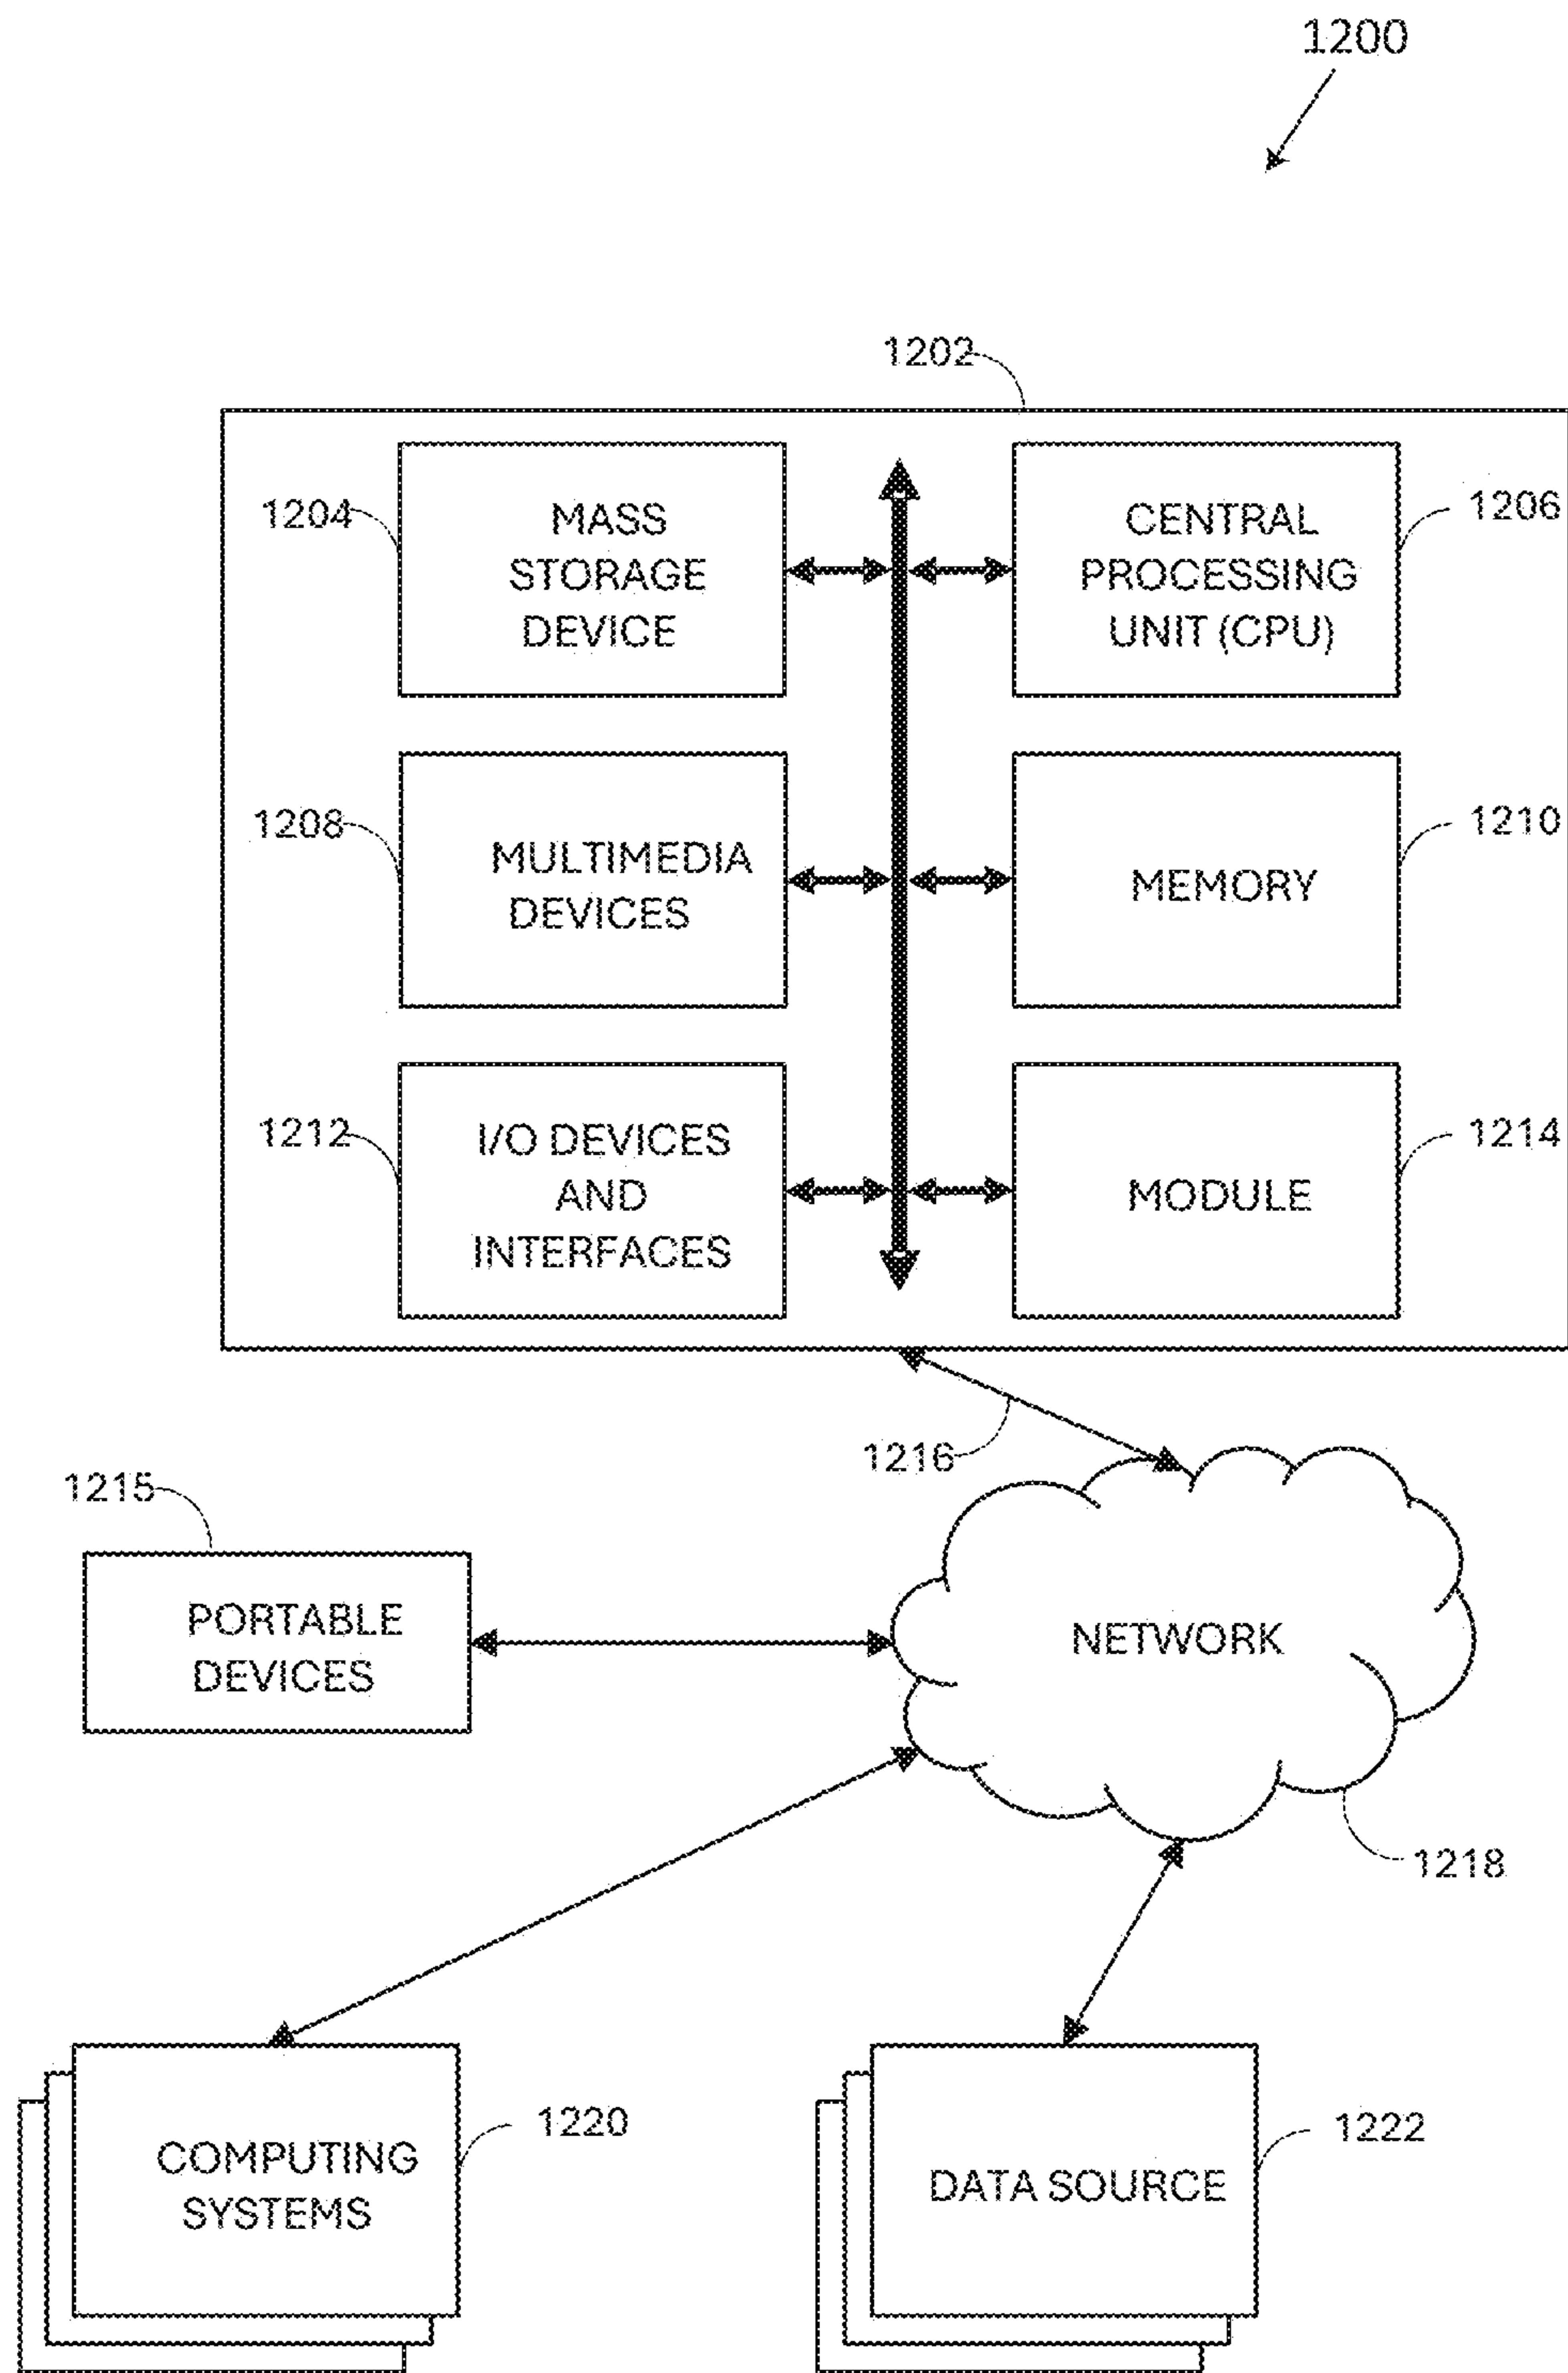 1200
1202
1204
MASS
STORAGE
DEVICE
CENTRAL
PROCESSING
UNIT (CPU)
1206
1208
MULTIMEDIA
DEVICES
MEMORY
1210
1212
I/O DEVICES
AND
INTERFACES
MODULE
1214
1216
1215
PORTABLE
DEVICES
NETWORK
1218
COMPUTING
SYSTEMS
1220
DATA SOURCE
1222